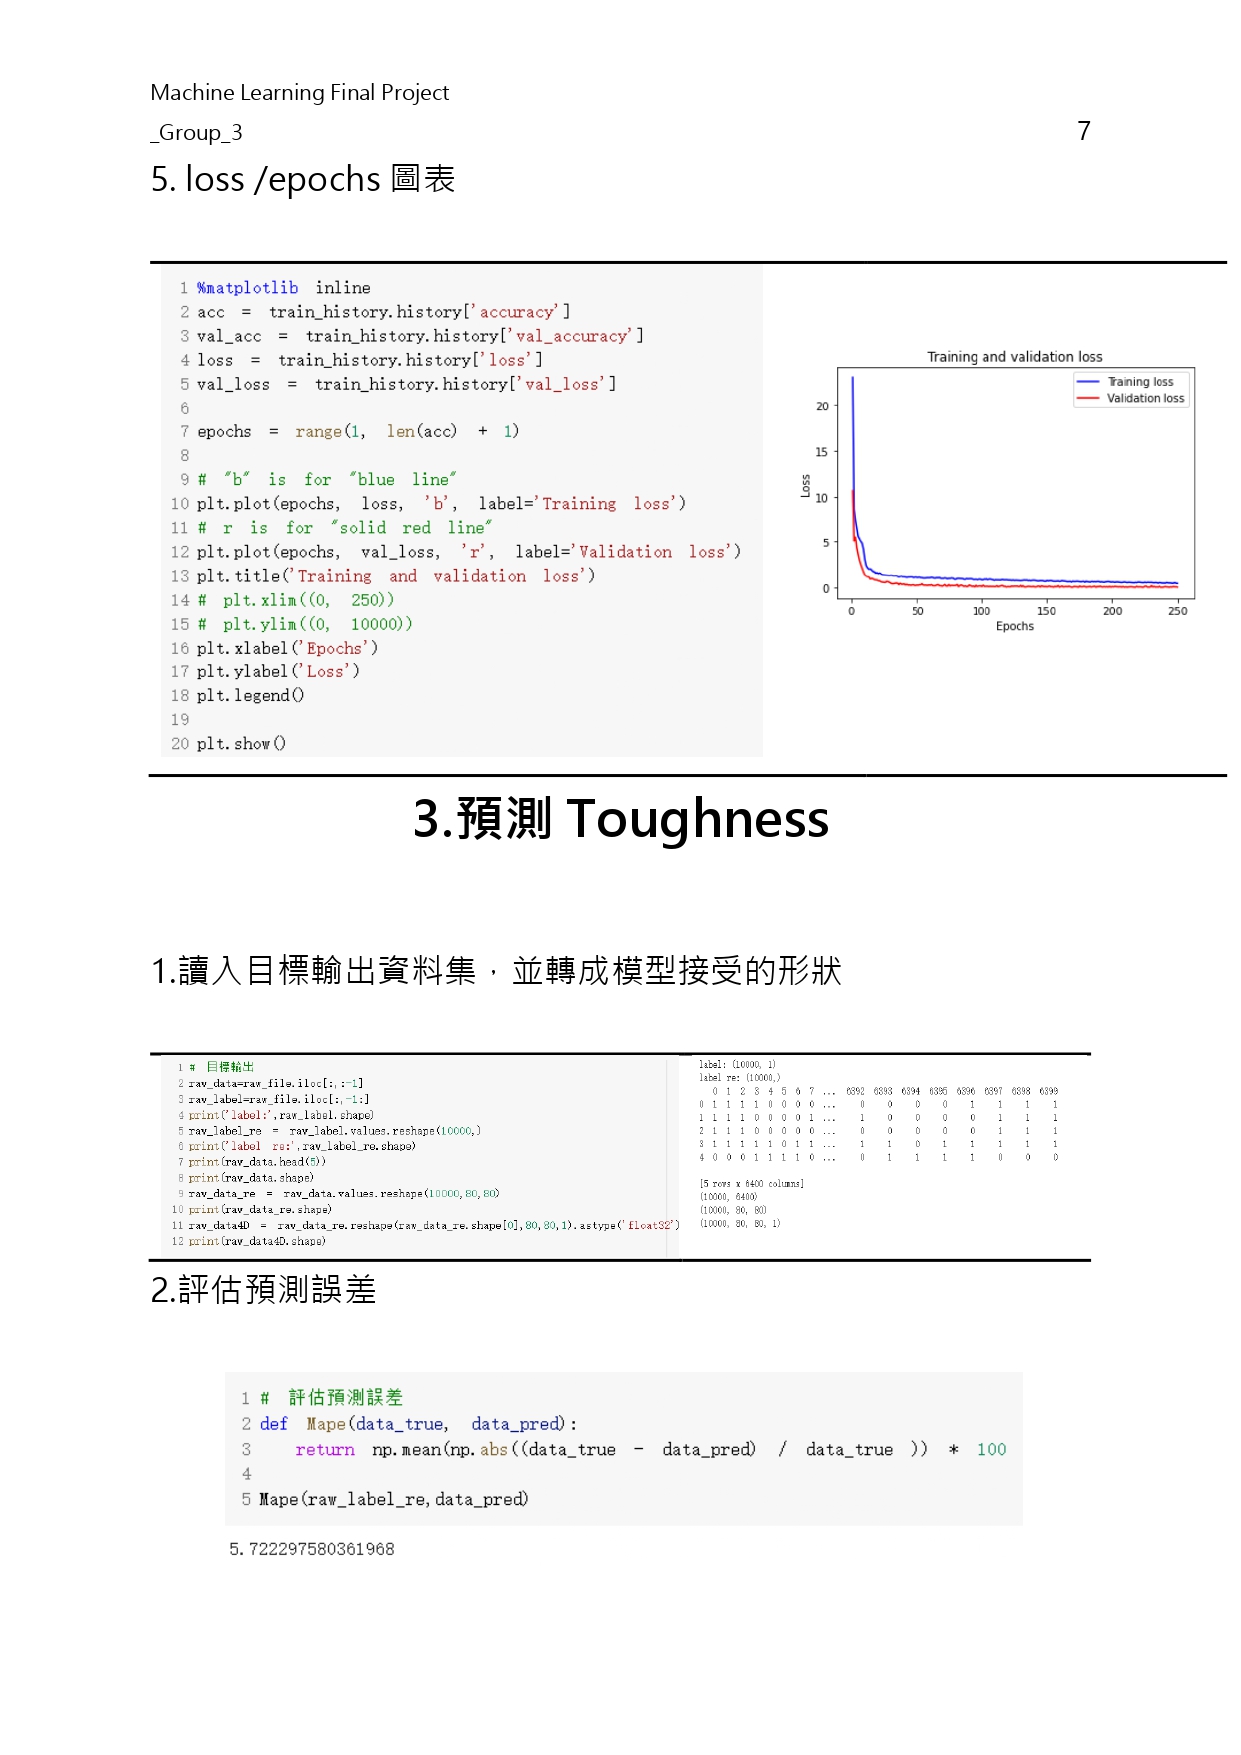 Machine Learning Final Project
_Group_3
7
5. loss /epochs 圖表
1 %matplotlib inline
2 acc = train_history.history['accuracy']
3 val_acc = train_history.history['val_accuracy']
4 loss = train_history.history['loss']
5 val_loss = train_history.history['val_loss']
6
7 epochs = range(1, len(acc) + 1)
8
9 # "b" is for "blue line"
10 plt.plot(epochs, loss, 'b', label='Training loss')
11 # r is for "solid red line"
12 plt.plot(epochs, val_loss, 'r', label='Validation loss')
13 plt.title('Training and validation loss')
14 # plt.xlim((0, 250))
15 # plt.ylim((0, 10000))
16 plt.xlabel('Epochs')
17 plt.ylabel('Loss')
18 plt.legend()
19
20 plt.show()
Training and validation loss
Training loss
Validation loss
20
15
10
5
0
Loss
0 50 100 150 200 250
Epochs
3.預測 Toughness
1.讀入目標輸出資料集，並轉成模型接受的形狀
1 # 目標輸出
2 raw_data=raw_file.iloc[:,:-1]
3 raw_label=raw_file.iloc[:,-1:]
4 print('label:',raw_label.shape)
5 raw_label_re = raw_label.values.reshape(10000,)
6 print('label re:',raw_label_re.shape)
7 print(raw_data.head(5))
8 print(raw_data.shape)
9 raw_data_re = raw_data.values.reshape(10000,80,80)
10 print(raw_data_re.shape)
11 raw_data4D = raw_data_re.reshape(raw_data_re.shape[0],80,80,1).astype('float32')
12 print(raw_data4D.shape)
label: (10000, 1)
label re: (10000,)
0 1 2 3 4 5 6 7 ... 6392 6393 6394 6395 6396 6397 6398 6399
0 1 1 1 1 0 0 0 0 ... 0 0 0 0 1 1 1 1
1 1 1 1 0 0 0 0 1 ... 1 0 0 0 0 1 1 1
2 1 1 1 0 0 0 0 0 ... 0 0 0 0 0 1 1 1
3 1 1 1 1 1 0 1 1 ... 1 1 0 1 1 1 1 1
4 0 0 0 1 1 1 1 0 ... 0 1 1 1 1 0 0 0
[5 rows x 6400 columns]
(10000, 6400)
(10000, 80, 80)
(10000, 80, 80, 1)
2.評估預測誤差
1 # 評估預測誤差
2 def Mape(data_true, data_pred):
3 return np.mean(np.abs((data_true - data_pred) / data_true )) * 100
4
5 Mape(raw_label_re,data_pred)
5.722297580361968